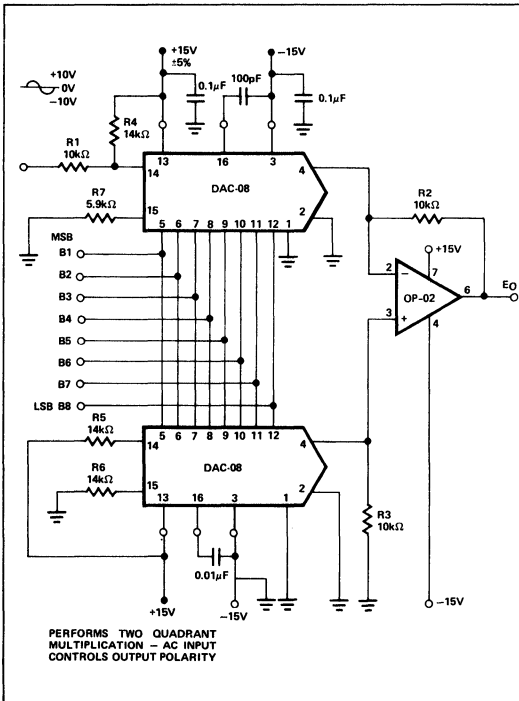 +10V
0V
−10V
+15V
±5%
−15V
0.1μF
100pF
0.1μF
R4
14kΩ
R1
10kΩ
13
16
3
14
DAC-08
4
R7
5.9kΩ
15
2
5 6 7 8 9 10 11 12 1
R2
10kΩ
MSB
B1
B2
B3
B4
B5
B6
B7
LSB B8
+15V
2
−
7
OP-02
6
EO
3
+
4
R5
14kΩ
5 6 7 8 9 10 11 12
14
DAC-08
4
R6
14kΩ
15
2
13
16
3
1
R3
10kΩ
0.01μF
+15V
−15V
−15V
PERFORMS TWO QUADRANT
MULTIPLICATION – AC INPUT
CONTROLS OUTPUT POLARITY